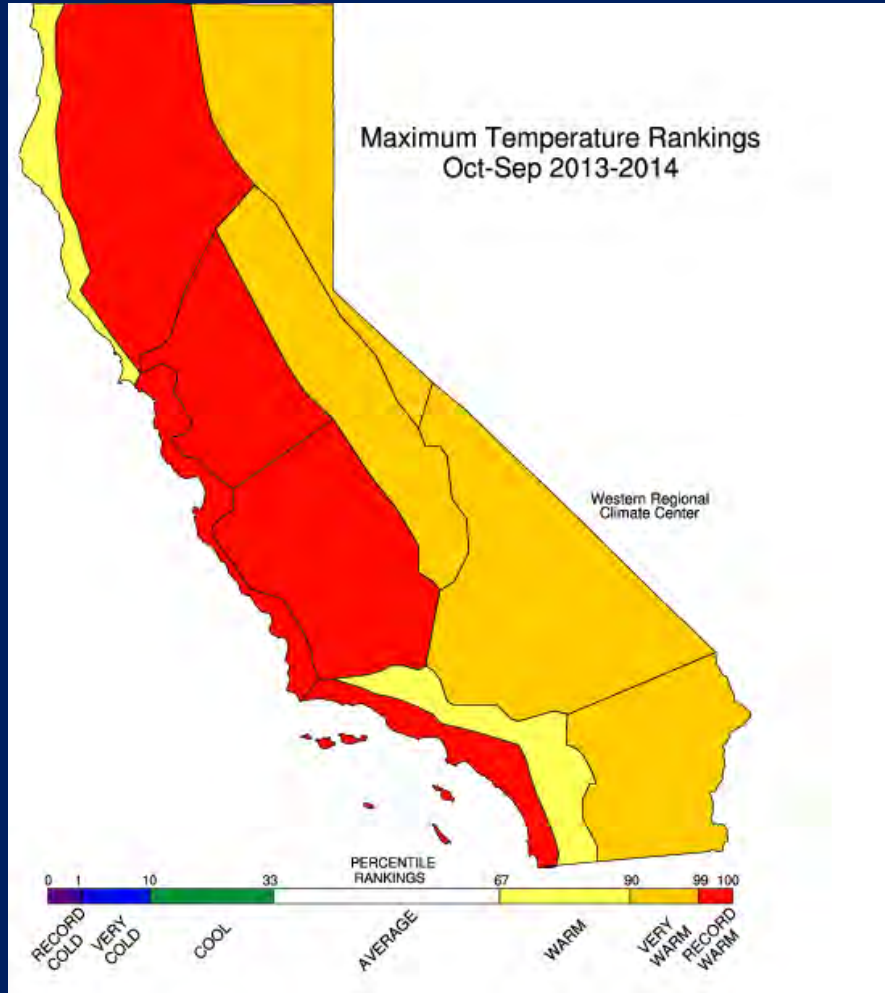 Maximum Temperature Rankings
Oct-Sep 2013-2014
Western Regional
Climate Center
PERCENTILE
RANKINGS
0 1 10 33 67 90 99 100
RECORD
COLD
VERY
COLD
COOL
AVERAGE
WARM
VERY
WARM
RECORD
WARM